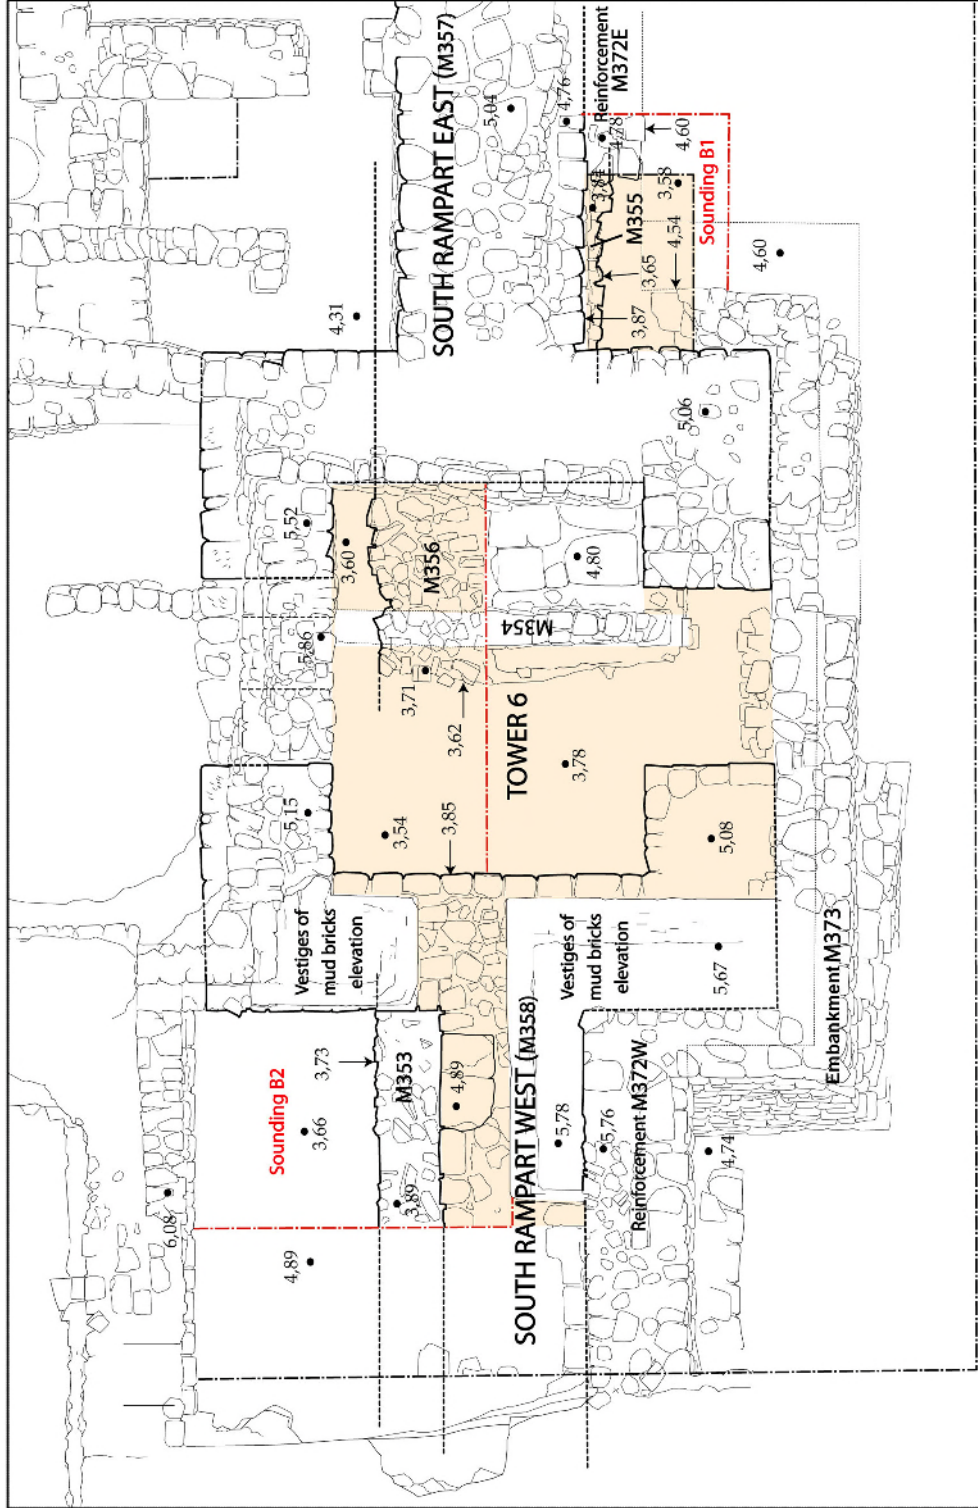 SOUTH RAMPART EAST (M357)
5,04
4,76
Reinforcement
M372E
4,78
4,60
3,84
M355
3,58
Sounding B1
4,54
3,65
3,87
4,60
4,31
5,06
5,52
3,60
M356
4,80
5,86
M354
3,71
3,62
TOWER 6
3,78
5,15
3,54
3,85
5,08
Vestiges of
mud bricks
elevation
Vestiges of
mud bricks
elevation
5,67
Embankment M373
Sounding B2
3,73
3,66
M353
4,89
3,89
SOUTH RAMPART WEST (M358)
5,78
5,76
Reinforcement M372W
4,74
6,08
4,89